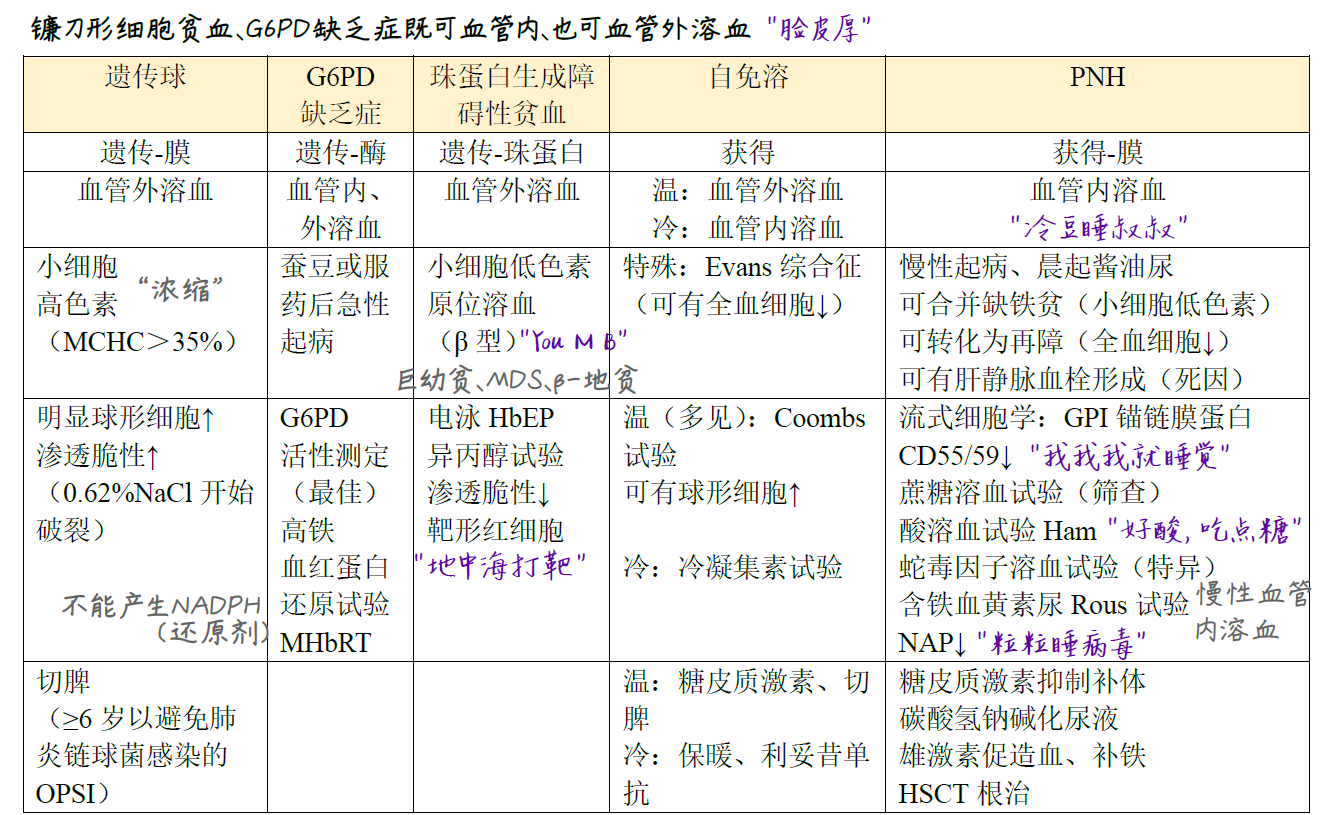 镰刀形细胞贫血、G6PD缺乏症既可血管内、也可血管外溶血 "脸皮厚"
遗传球
G6PD
缺乏症
珠蛋白生成障
碍性贫血
自免溶
PNH
遗传-膜
遗传-酶
遗传-珠蛋白
获得
获得-膜
血管外溶血
血管内、
外溶血
血管外溶血
温：血管外溶血
冷：血管内溶血
血管内溶血
"冷豆睡叔叔"
小细胞
高色素
（MCHC＞35%）
“浓缩”
蚕豆或服
药后急性
起病
小细胞低色素
原位溶血
（β 型）"You M B"
巨幼贫、MDS、β-地贫
特殊：Evans 综合征
（可有全血细胞↓）
慢性起病、晨起酱油尿
可合并缺铁贫（小细胞低色素）
可转化为再障（全血细胞↓）
可有肝静脉血栓形成（死因）
明显球形细胞↑
渗透脆性↑
（0.62%NaCl 开始
破裂）
不能产生NADPH
（还原剂）
G6PD
活性测定
（最佳）
高铁
血红蛋白
还原试验
MHbRT
电泳 HbEP
异丙醇试验
渗透脆性↓
靶形红细胞
"地中海打靶"
温（多见）：Coombs
试验
可有球形细胞↑
冷：冷凝集素试验
流式细胞学：GPI 锚链膜蛋白
CD55/59↓ "我我我就睡觉"
蔗糖溶血试验（筛查）
酸溶血试验 Ham "好酸,吃点糖"
蛇毒因子溶血试验（特异）
含铁血黄素尿 Rous 试验
NAP↓ "粒粒睡病毒"
慢性血管
内溶血
切脾
（≥6 岁以避免肺
炎链球菌感染的
OPSI）
温：糖皮质激素、切
脾
冷：保暖、利妥昔单
抗
糖皮质激素抑制补体
碳酸氢钠碱化尿液
雄激素促造血、补铁
HSCT 根治